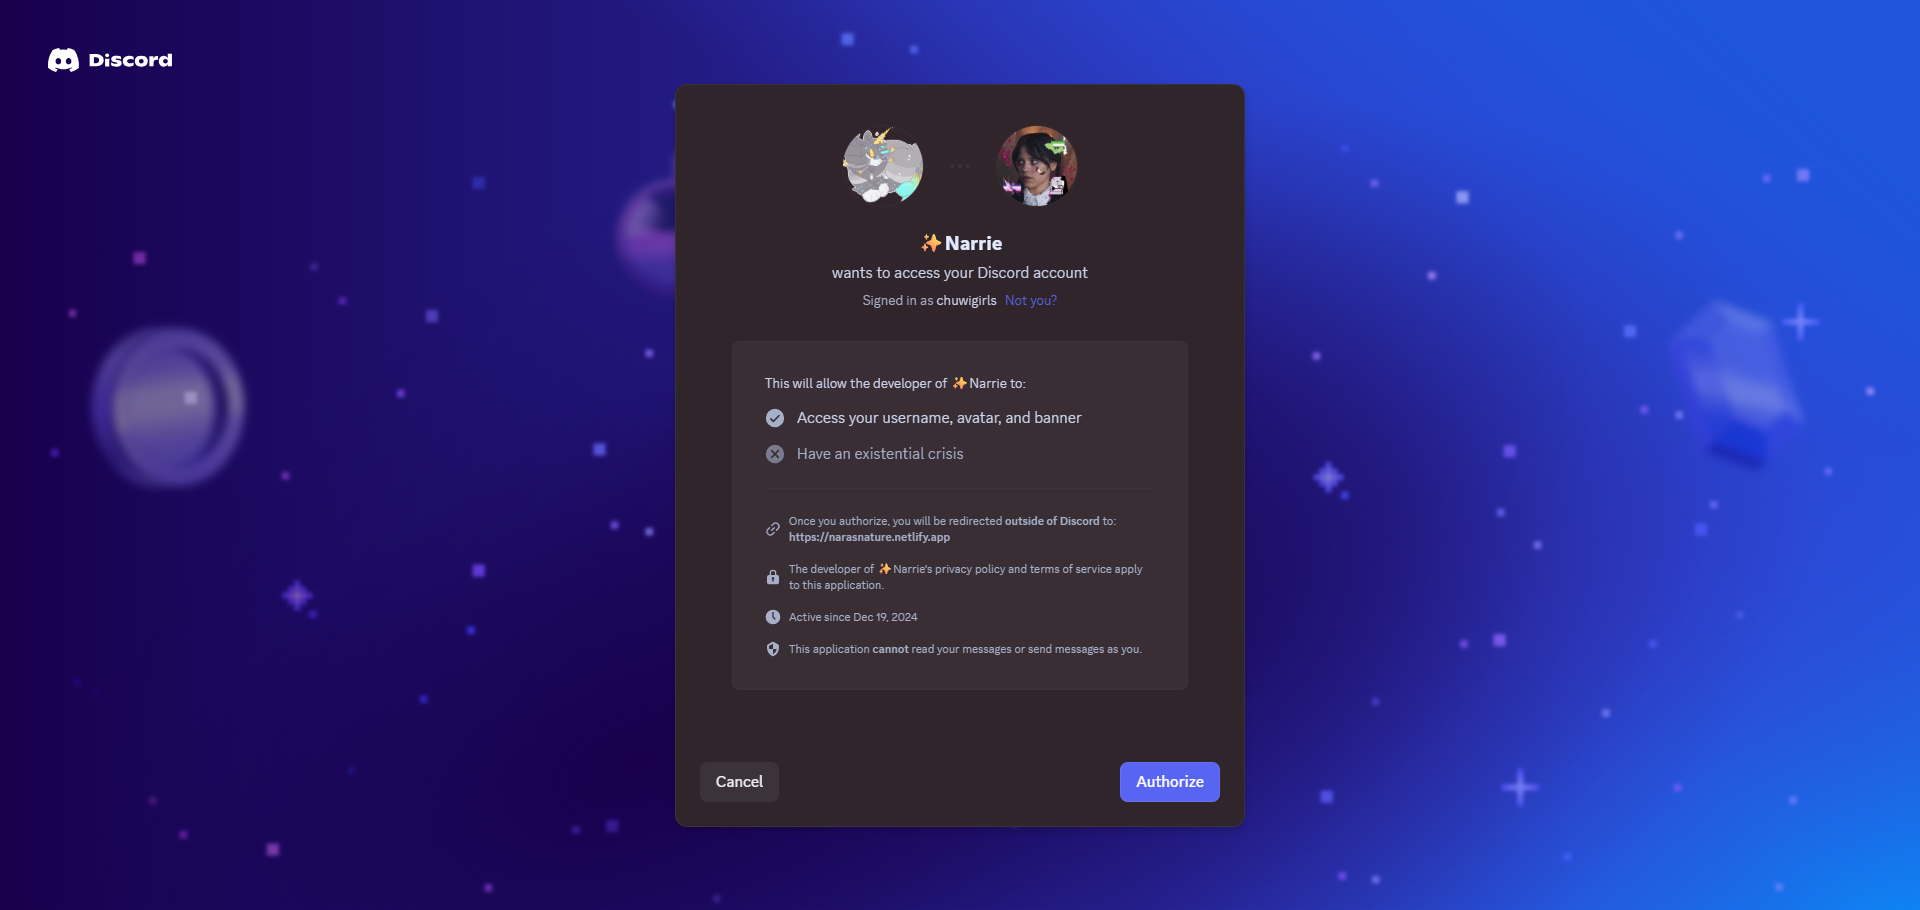 Discord
✨Narrie
wants to access your Discord account
Signed in as chuwigirls Not you?
This will allow the developer of ✨Narrie to:
Access your username, avatar, and banner
Have an existential crisis
Once you authorize, you will be redirected outside of Discord to:
https://narasnature.netlify.app
The developer of ✨Narrie's privacy policy and terms of service apply
to this application.
Active since Dec 19, 2024
This application cannot read your messages or send messages as you.
Cancel
Authorize